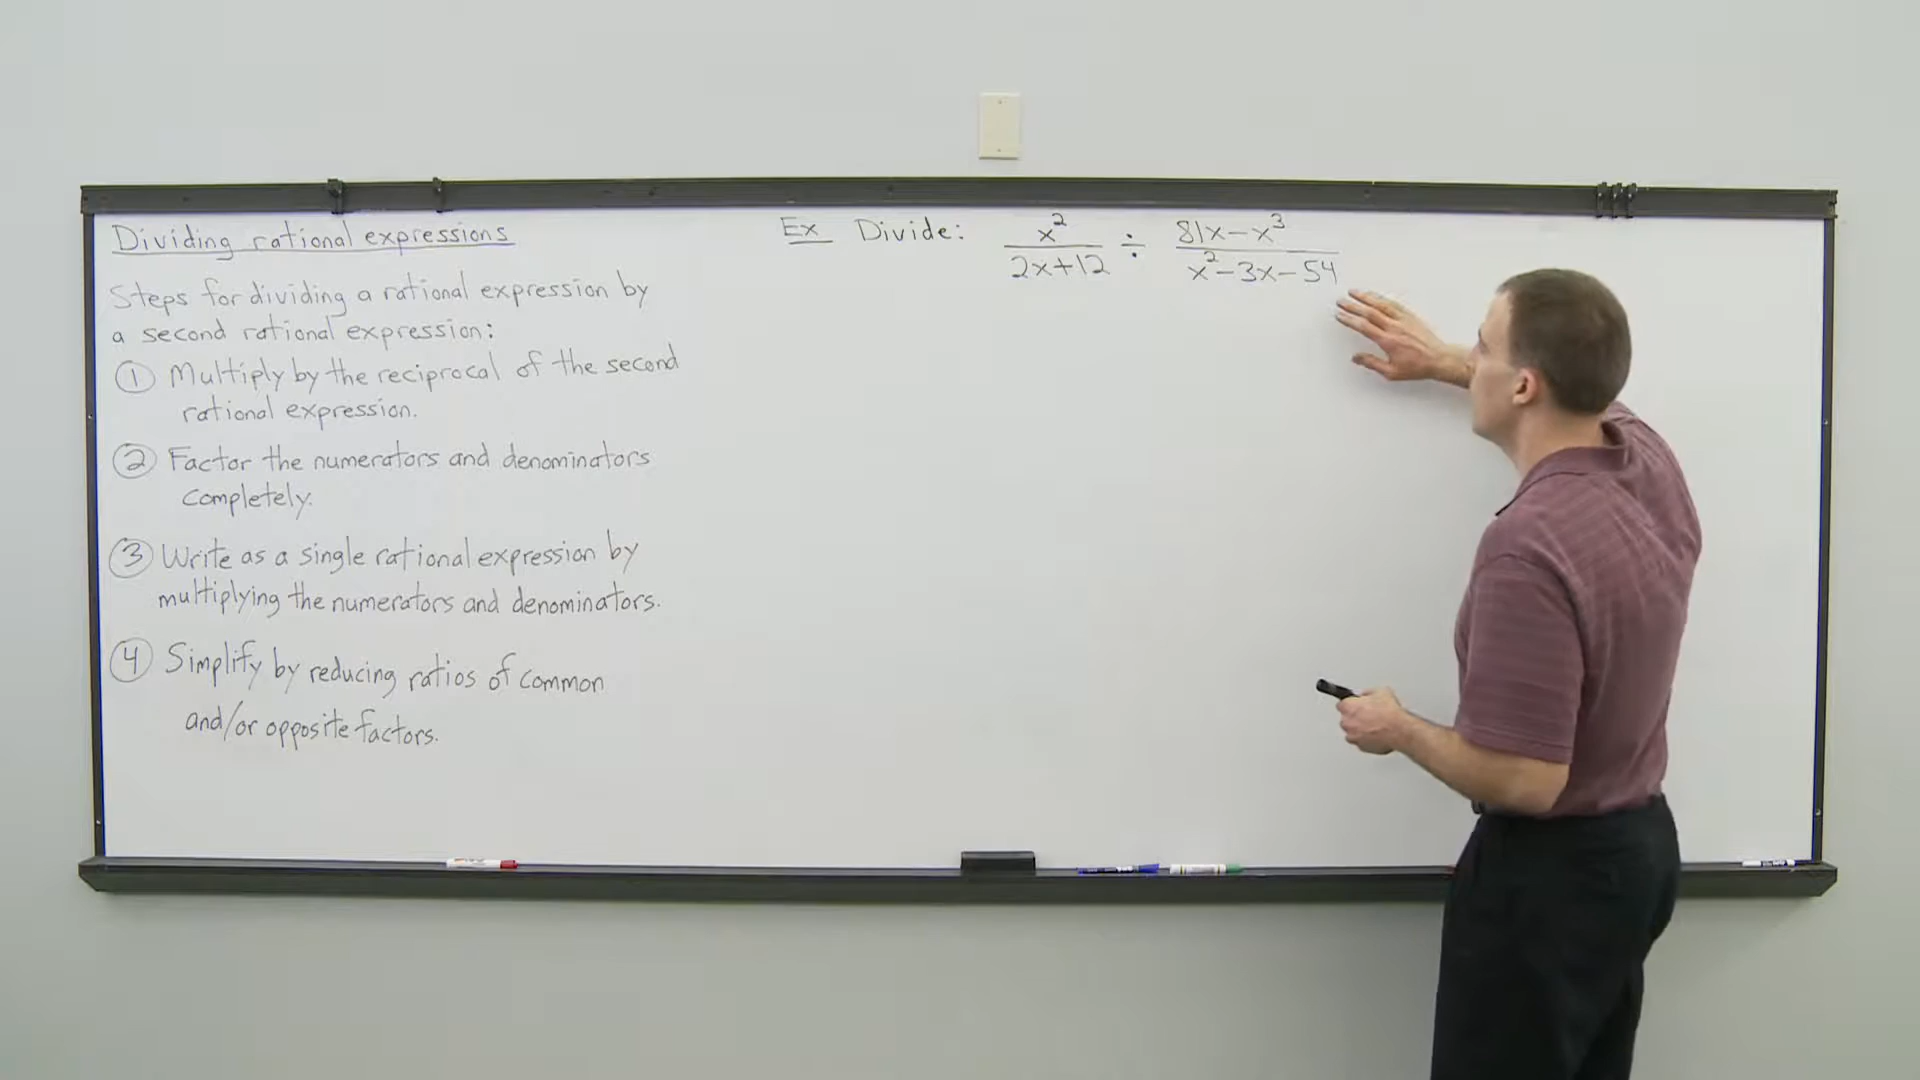 Dividing rational expressions
Steps for dividing a rational expression by
a second rational expression:
① Multiply by the reciprocal of the second
rational expression.
② Factor the numerators and denominators
completely.
③ Write as a single rational expression by
multiplying the numerators and denominators.
④ Simplify by reducing ratios of common
and/or opposite factors.
Ex Divide: x²/(2x+12) ÷ (81x-x³)/(x²-3x-54)